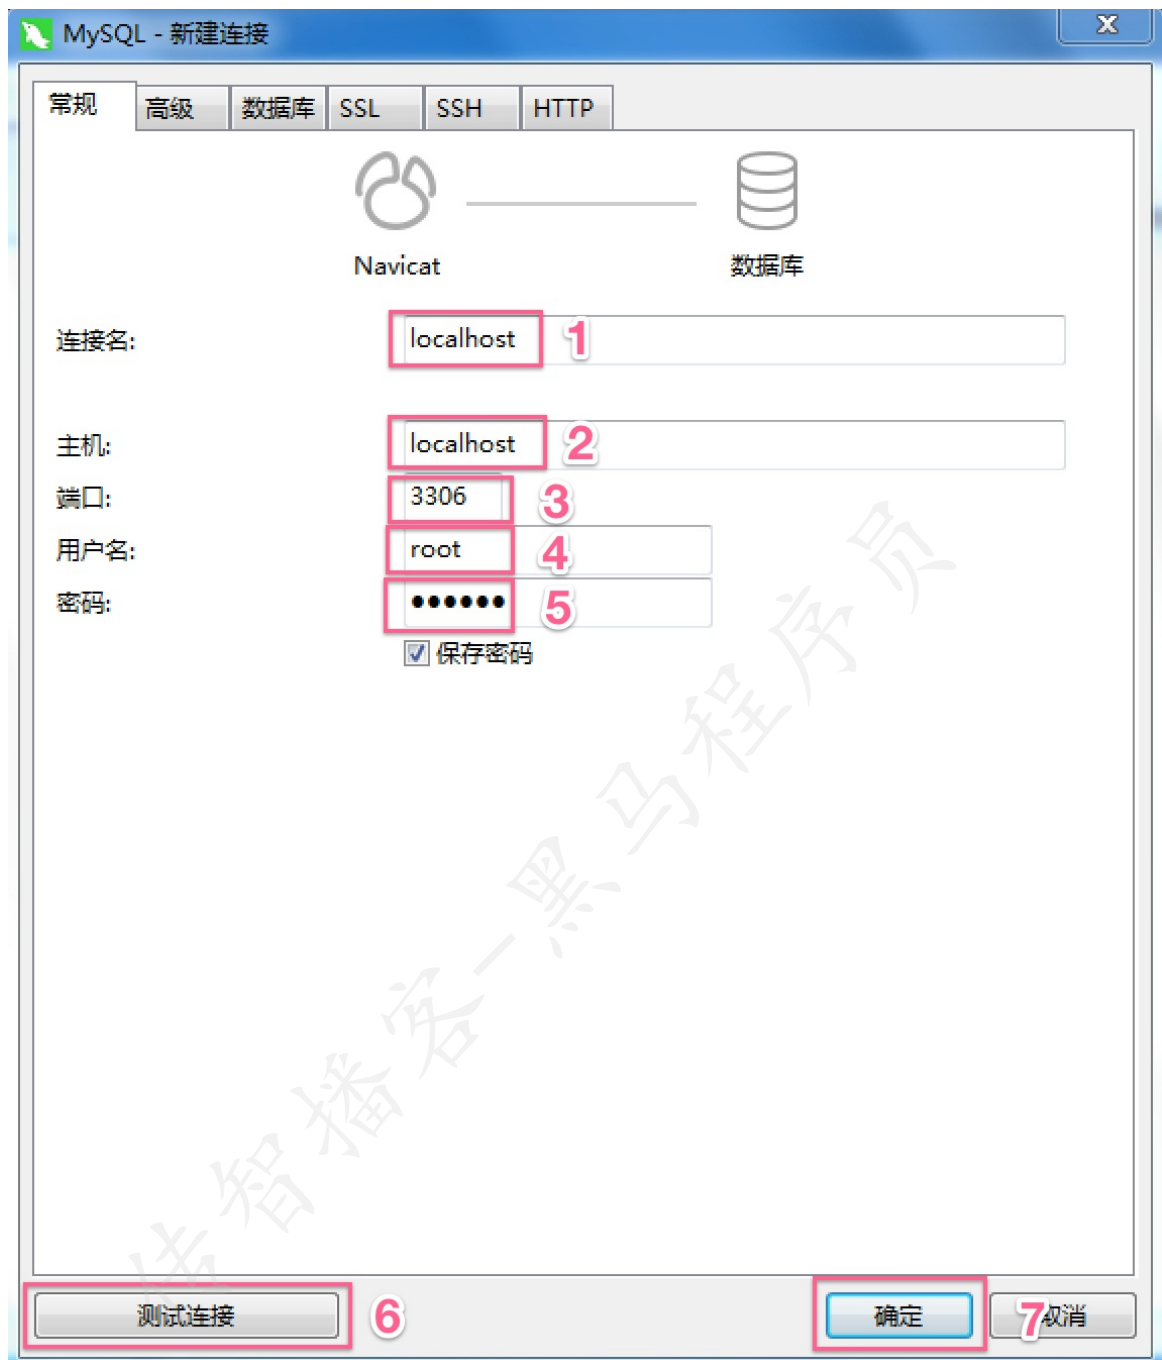 MySQL - 新建连接
X
常规 高级 数据库 SSL SSH HTTP
Navicat 数据库
连接名: localhost 1
主机: localhost 2
端口: 3306 3
用户名: root 4
密码: •••••• 5
保存密码
传智播客-黑马程序员
测试连接 6 确定 7 取消